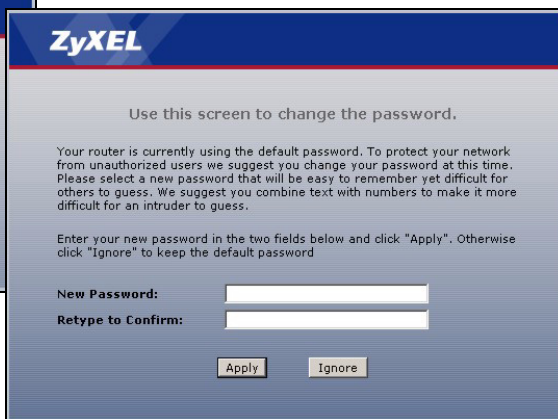 ZyXEL
Use this screen to change the password.
Your router is currently using the default password. To protect your network
from unauthorized users we suggest you change your password at this time.
Please select a new password that will be easy to remember yet difficult for
others to guess. We suggest you combine text with numbers to make it more
difficult for an intruder to guess.
Enter your new password in the two fields below and click "Apply". Otherwise
click "Ignore" to keep the default password
New Password:
Retype to Confirm:
Apply Ignore